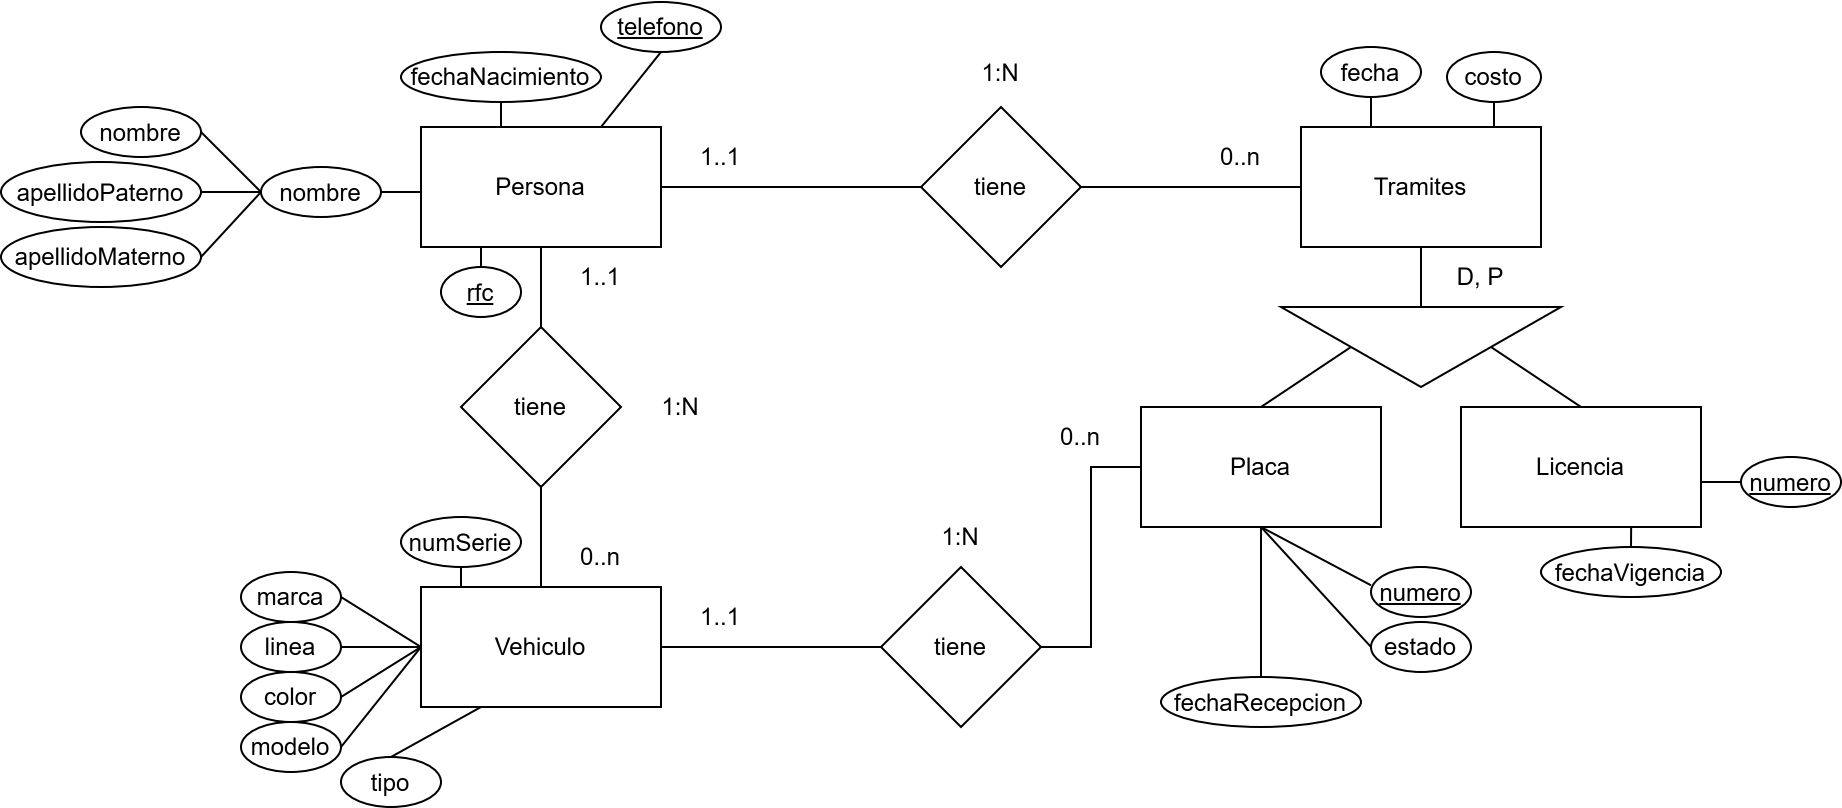 telefono
fechaNacimiento
1:N
fecha
costo
nombre
apellidoPaterno
apellidoMaterno
nombre
Persona
1..1
tiene
0..n
Tramites
rfc
1..1
D, P
tiene
1:N
0..n
Placa
Licencia
numero
numSerie
0..n
1:N
fechaVigencia
numero
estado
marca
linea
color
modelo
Vehiculo
1..1
tiene
fechaRecepcion
tipo